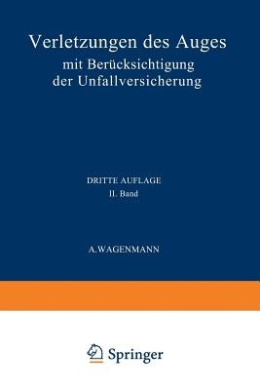 Verletzungen des Auges
mit Berücksichtigung
der Unfallversicherung
DRITTE AUFLAGE
II. Band
A.WAGENMANN
Springer